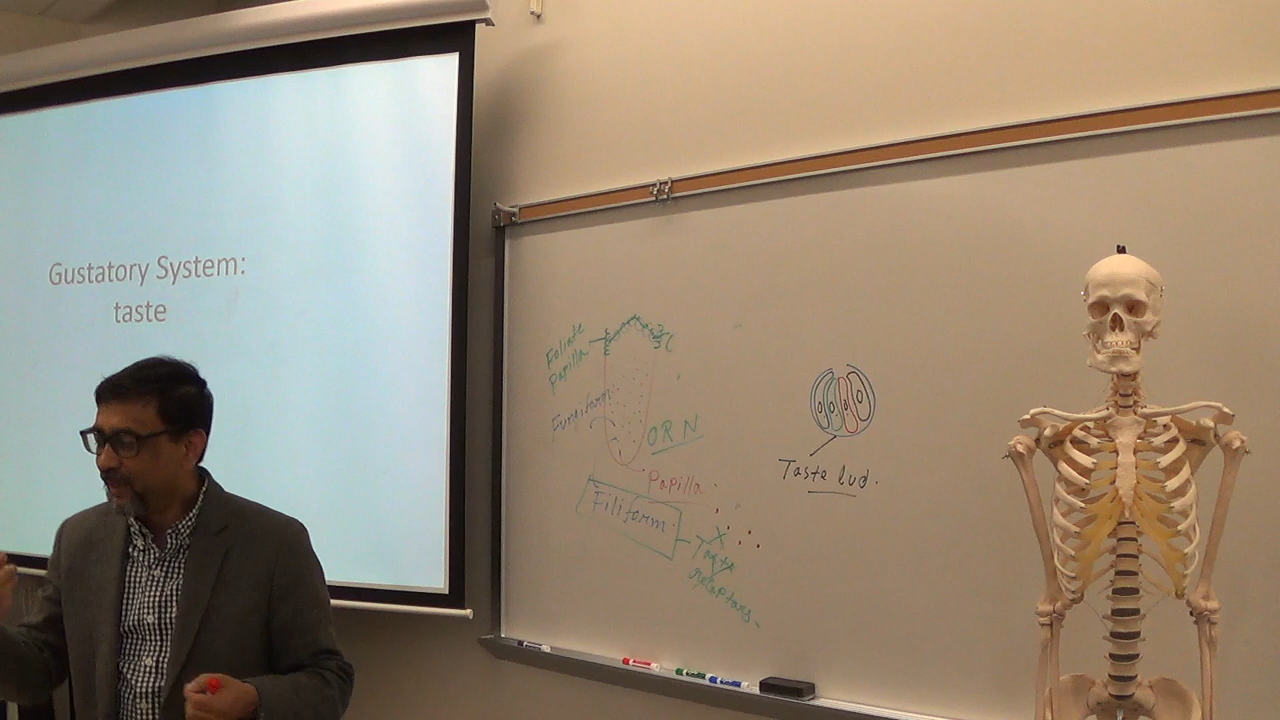 Gustatory System:
taste
Foliate
Papilla
Fungiform
ORN
Papilla
Filiform
X
Taste
receptors
Taste bud.